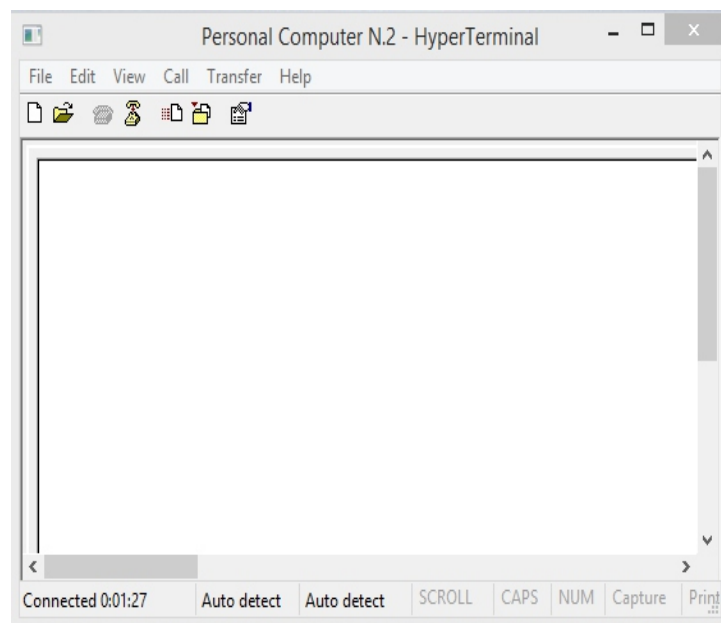 Personal Computer N.2 - HyperTerminal
File Edit View Call Transfer Help
Connected 0:01:27 Auto detect Auto detect SCROLL CAPS NUM Capture Print